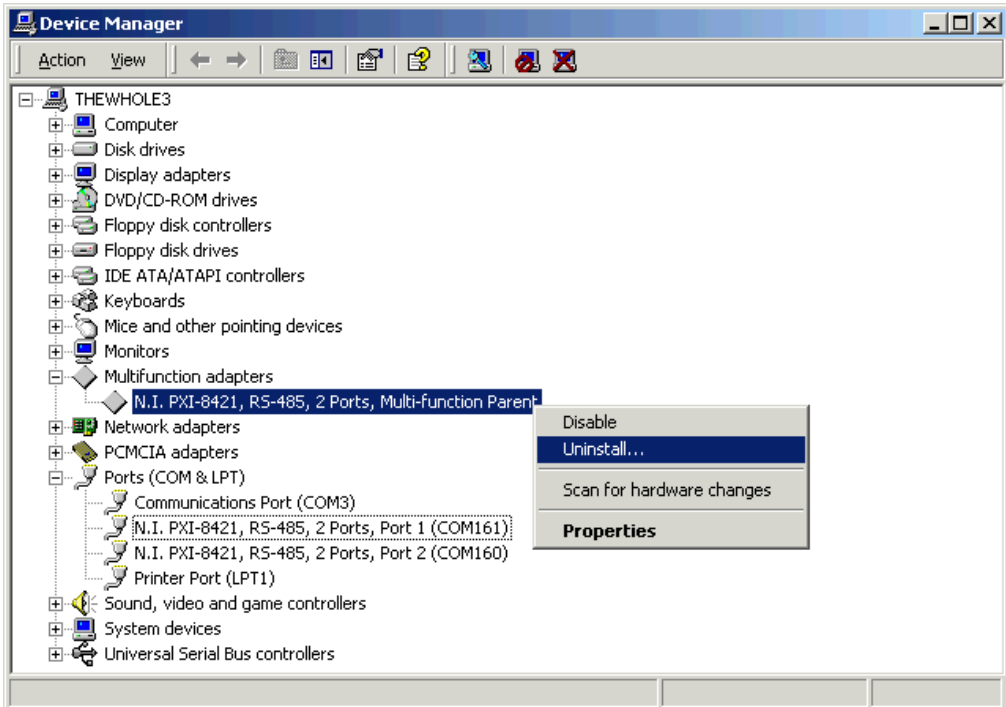 Device Manager
Action View
THEWHOLE3
Computer
Disk drives
Display adapters
DVD/CD-ROM drives
Floppy disk controllers
Floppy disk drives
IDE ATA/ATAPI controllers
Keyboards
Mice and other pointing devices
Monitors
Multifunction adapters
N.I. PXI-8421, RS-485, 2 Ports, Multi-function Parent
Network adapters
PCMCIA adapters
Ports (COM & LPT)
Communications Port (COM3)
N.I. PXI-8421, RS-485, 2 Ports, Port 1 (COM161)
N.I. PXI-8421, RS-485, 2 Ports, Port 2 (COM160)
Printer Port (LPT1)
Sound, video and game controllers
System devices
Universal Serial Bus controllers
Disable
Uninstall...
Scan for hardware changes
Properties